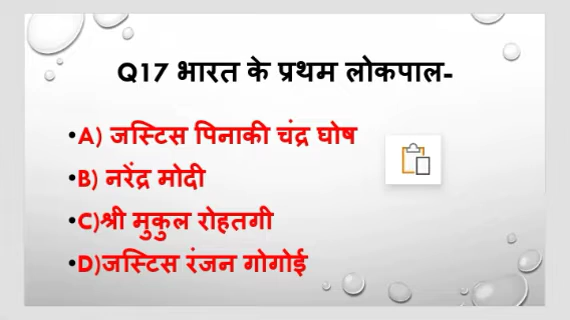 Q17 भारत के प्रथम लोकपाल-
•A) जस्टिस पिनाकी चंद्र घोष
•B) नरेंद्र मोदी
•C)श्री मुकुल रोहतगी
•D)जस्टिस रंजन गोगोई